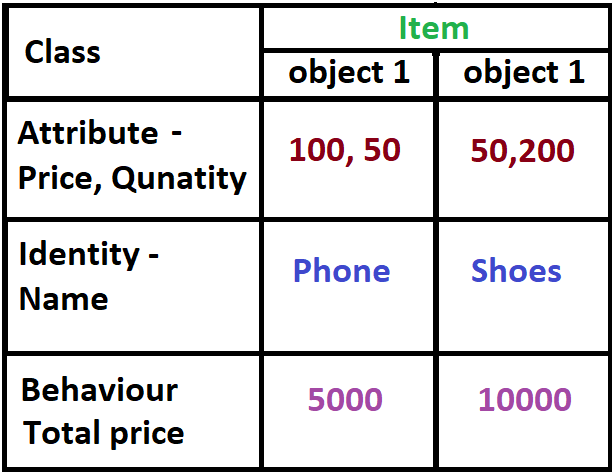 Class
Item
object 1
object 1
Attribute -
Price, Qunatity
100, 50
50,200
Identity -
Name
Phone
Shoes
Behaviour
Total price
5000
10000